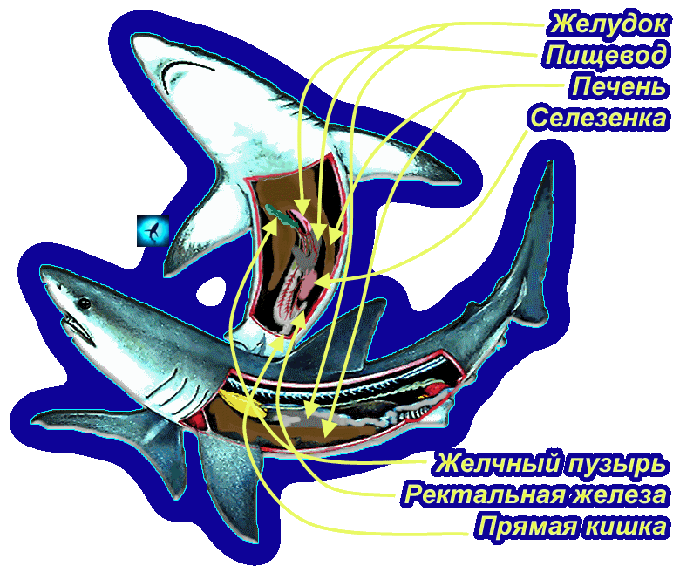 Желудок
Пищевод
Печень
Селезенка
Желчный пузырь
Ректальная железа
Прямая кишка